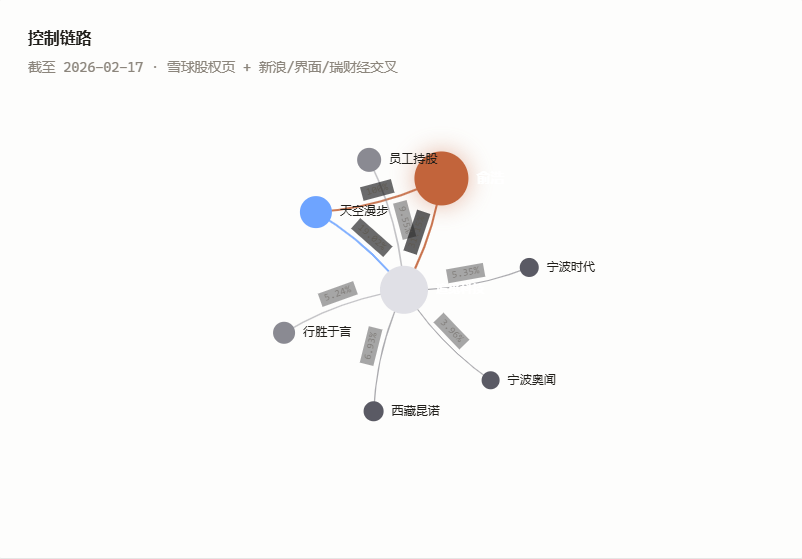 控制链路
截至 2026-02-17 · 雪球股权页 + 新浪/界面/瑞财经交叉
员工持股
天空漫步
宁波时代
5.35%
5.24%
行胜于言
6.93%
3.96%
宁波奥闻
西藏昆诺